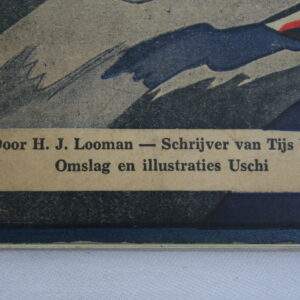 Door H. J. Looman — Schrijver van Tijs
Omslag en illustraties Uschi